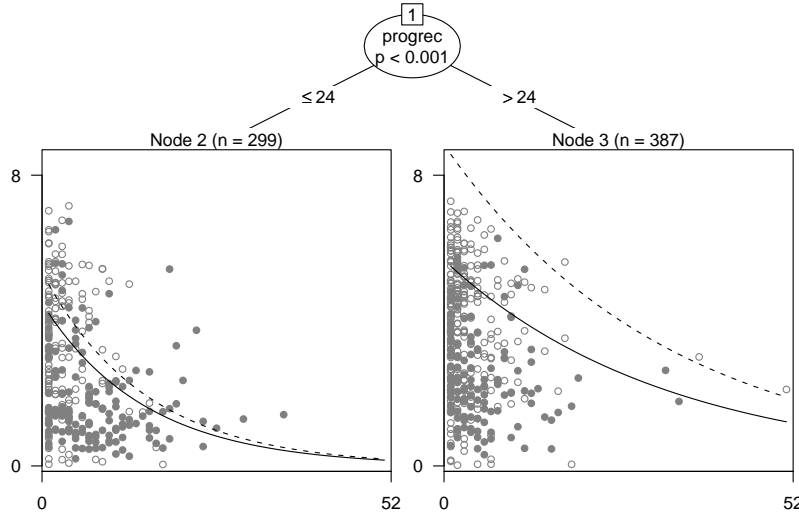 1
progrec
p < 0.001
≤ 24
> 24
Node 2 (n = 299)
Node 3 (n = 387)
8
0
0
52
8
0
0
52